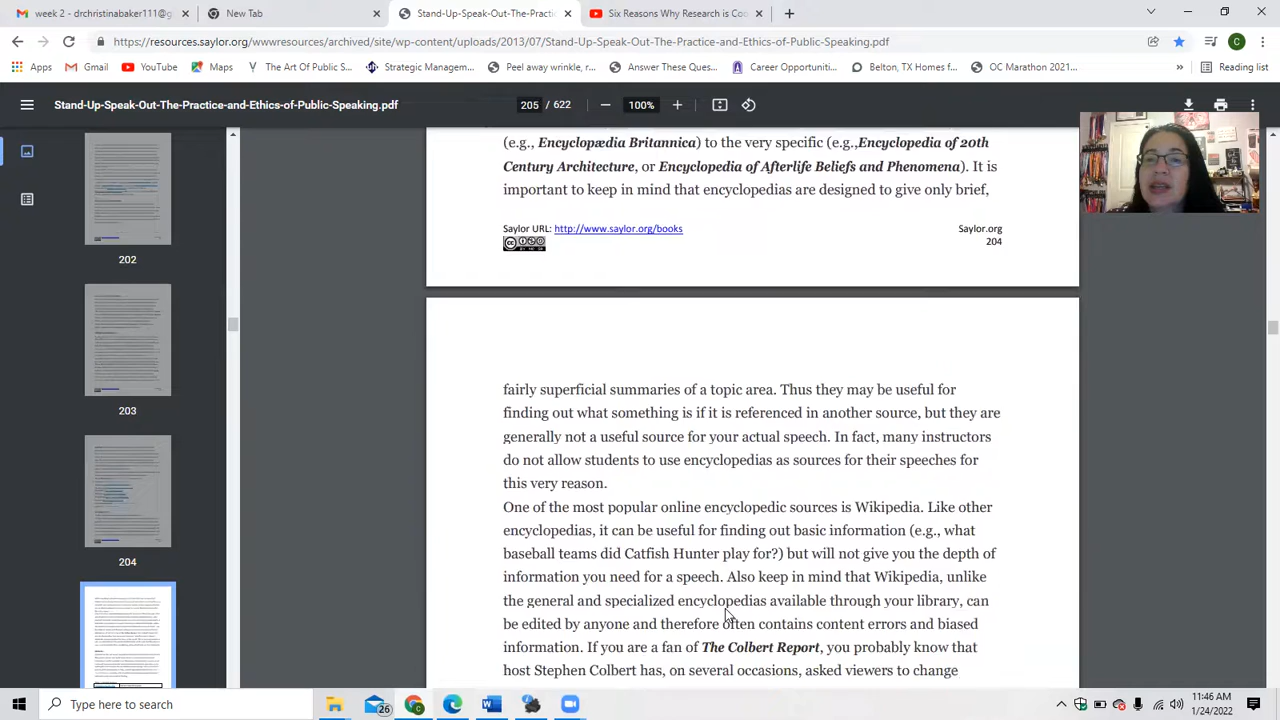 drchristinabaker111@g
New Tab
Stand-Up-Speak-Out-The-Practic
Six Reasons Why Research is Coo
https://resources.saylor.org/wwwresources/archived/site/wp-content/uploads/2013/07/Stand-Up-Speak-Out-The-Practice-and-Ethics-of-Public-Speaking.pdf
C
Apps
Gmail
YouTube
Maps
The Art Of Public S...
Strategic Managem...
Peel away wrinkle, r...
Answer These Ques...
Career Opportuniti...
Belton, TX Homes f...
OC Marathon 2021...
»
Reading list
Stand-Up-Speak-Out-The-Practice-and-Ethics-of-Public-Speaking.pdf
205 / 622
100%
202
203
204
(e.g., Encyclopædia Britannica) to the very specific (e.g.,Encyclopedia of 20th
Century Architecture, or Encyclopedia of Afterlife Beliefs and Phenomena). It is
important to keep in mind that encyclopedias are designed to give only brief,
Saylor URL: http://www.saylor.org/books
Saylor.org
204
fairly superficial summaries of a topic area. Thus they may be useful for
finding out what something is if it is referenced in another source, but they are
generally not a useful source for your actual speech. In fact, many instructors
do not allow students to use encyclopedias as sources for their speeches for
this very reason.
One of the most popular online encyclopedic sources is Wikipedia. Like other
encyclopedias, it can be useful for finding out basic information (e.g., what
baseball teams did Catfish Hunter play for?) but will not give you the depth of
information you need for a speech. Also keep in mind that Wikipedia, unlike
the general and specialized encyclopedias available through your library, can
be edited by anyone and therefore often contains content errors and biased
information. If you are a fan of The Colbert Report, you probably know that
host Stephen Colbert has, on several occasions, asked viewers to change
Type here to search
25
11:46 AM
1/24/2022